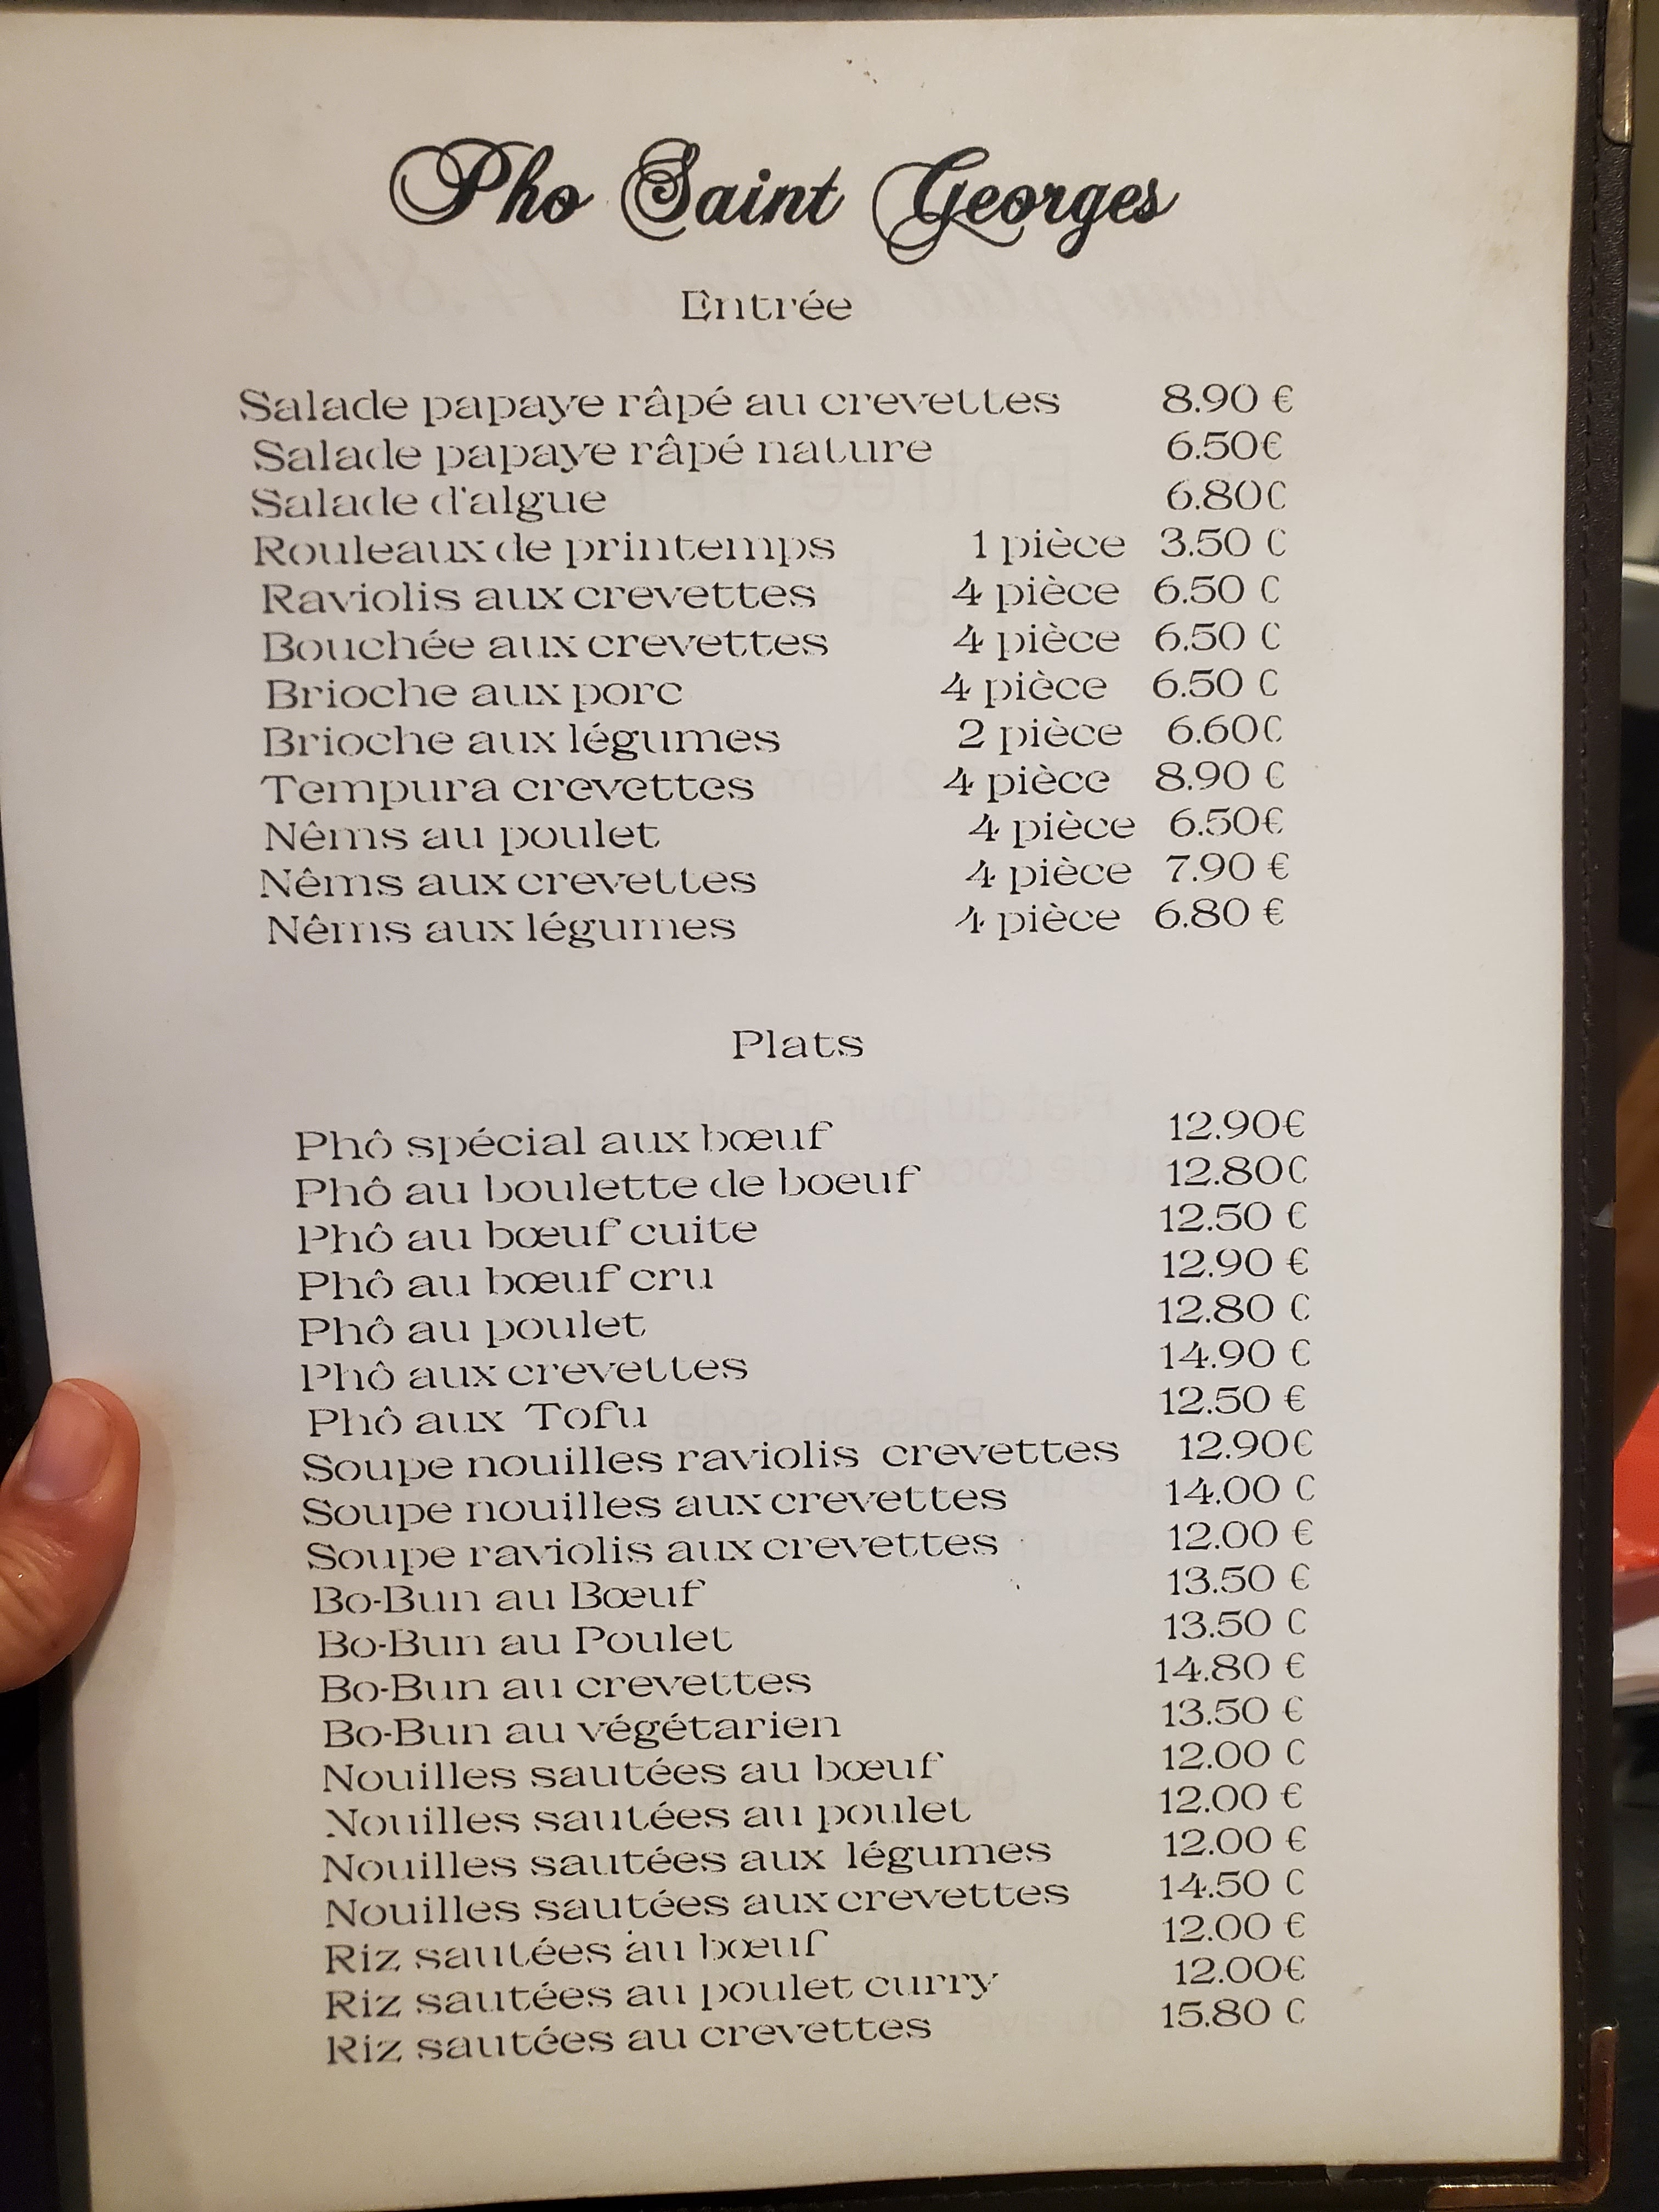 Pho Saint Georges
Entrée
Salade papaye râpé au crevettes 8.90 €
Salade papaye râpé nature 6.50€
Salade d'algue 6.80€
Rouleaux de printemps 1 pièce 3.50 €
Raviolis aux crevettes 4 pièce 6.50 €
Bouchée aux crevettes 4 pièce 6.50 €
Brioche aux porc 4 pièce 6.50 €
Brioche aux légumes 2 pièce 6.60€
Tempura crevettes 4 pièce 8.90 €
Nêms au poulet 4 pièce 6.50€
Nêms aux crevettes 4 pièce 7.90 €
Nêms aux légumes 4 pièce 6.80 €
Plats
Phô spécial aux bœuf 12.90€
Phô au boulette de boeuf 12.80€
Phô au bœuf cuite 12.50 €
Phô au bœuf cru 12.90 €
Phô au poulet 12.80 €
Phô aux crevettes 14.90 €
Phô aux Tofu 12.50 €
Soupe nouilles raviolis crevettes 12.90€
Soupe nouilles aux crevettes 14.00 €
Soupe raviolis aux crevettes 12.00 €
Bo-Bun au Bœuf 13.50 €
Bo-Bun au Poulet 13.50 €
Bo-Bun au crevettes 14.80 €
Bo-Bun au végétarien 13.50 €
Nouilles sautées au bœuf 12.00 €
Nouilles sautées au poulet 12.00 €
Nouilles sautées aux légumes 12.00 €
Nouilles sautées aux crevettes 14.50 €
Riz sautées au bœuf 12.00 €
Riz sautées au poulet curry 12.00€
Riz sautées au crevettes 15.80 €